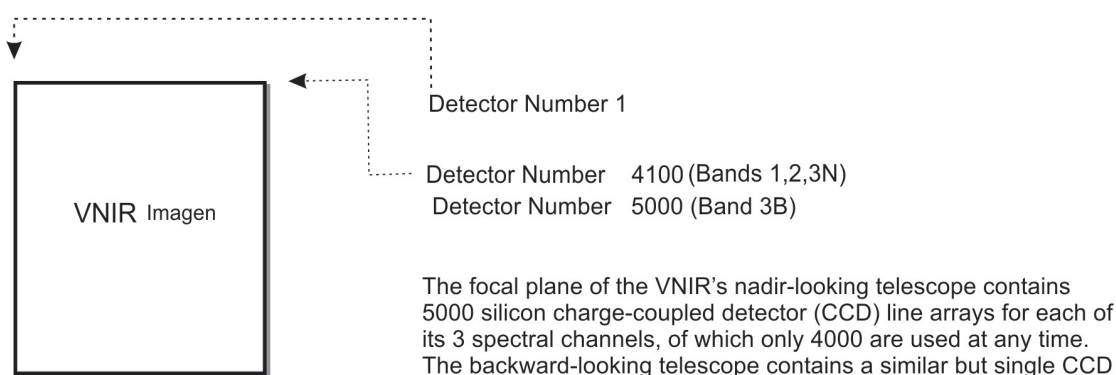 Detector Number 1
Detector Number 4100 (Bands 1,2,3N)
Detector Number 5000 (Band 3B)
VNIR Imagen
The focal plane of the VNIR’s nadir-looking telescope contains
5000 silicon charge-coupled detector (CCD) line arrays for each of
its 3 spectral channels, of which only 4000 are used at any time.
The backward-looking telescope contains a similar but single CCD